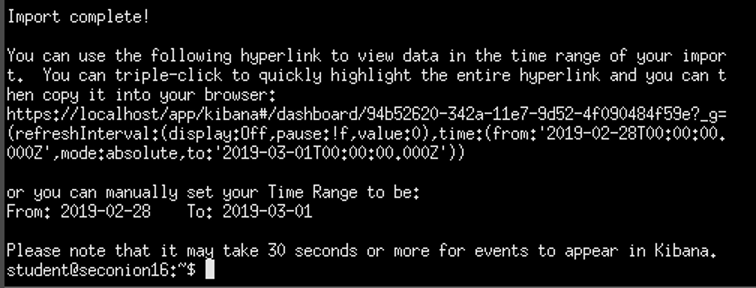 Import complete!
You can use the following hyperlink to view data in the time range of your impor
t.  You can triple-click to quickly highlight the entire hyperlink and you can t
hen copy it into your browser:
https://localhost/app/kibana#/dashboard/94b52620-342a-11e7-9d52-4f090484f59e?_g=
(refreshInterval:(display:Off,pause:!f,value:0),time:(from:'2019-02-28T00:00:00.
000Z',mode:absolute,to:'2019-03-01T00:00:00.000Z'))
or you can manually set your Time Range to be:
From: 2019-02-28    To: 2019-03-01
Please note that it may take 30 seconds or more for events to appear in Kibana.
student@seconion16:~$